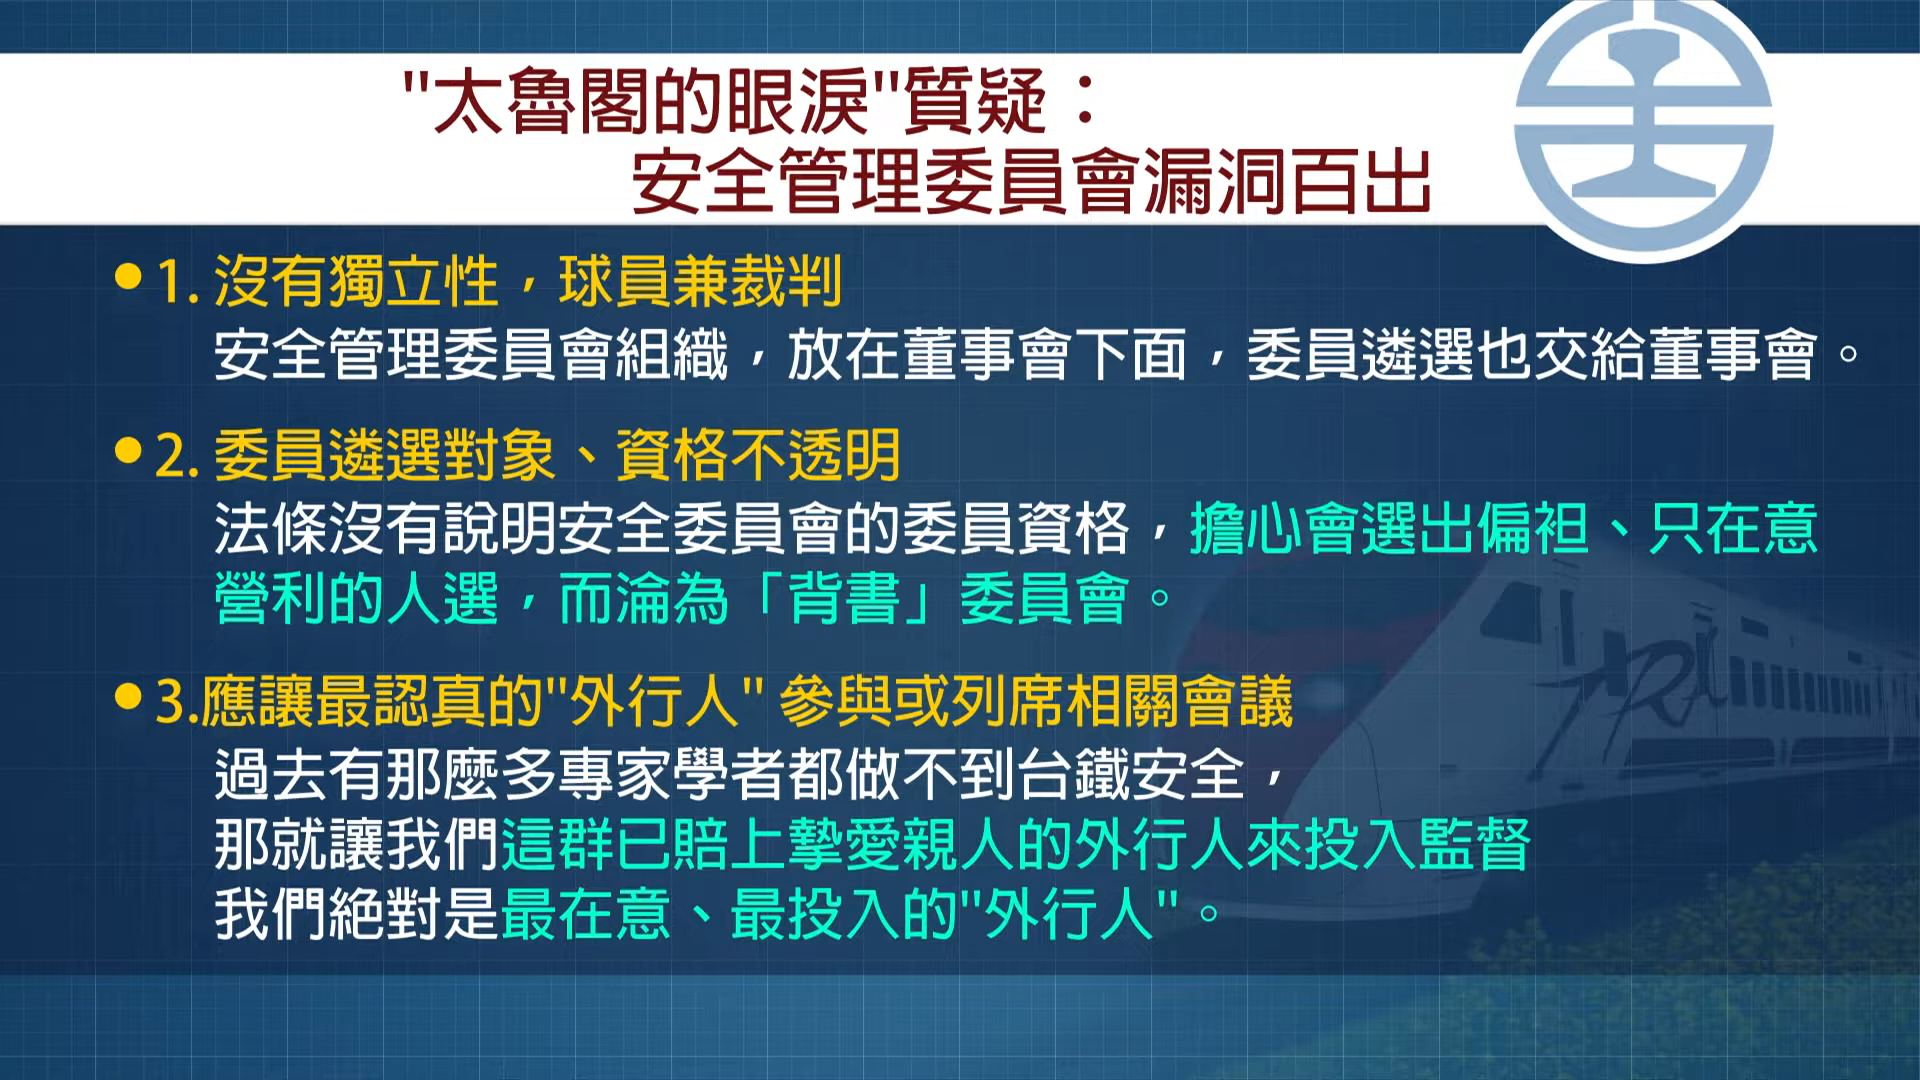 "太魯閣的眼淚"質疑：
安全管理委員會漏洞百出
●1. 沒有獨立性，球員兼裁判
安全管理委員會組織，放在董事會下面，委員遴選也交給董事會。
●2. 委員遴選對象、資格不透明
法條沒有說明安全委員會的委員資格，擔心會選出偏袒、只在意
營利的人選，而淪為「背書」委員會。
●3.應讓最認真的"外行人" 參與或列席相關會議
過去有那麼多專家學者都做不到台鐵安全，
那就讓我們這群已賠上摯愛親人的外行人來投入監督
我們絕對是最在意、最投入的"外行人"。
TRA